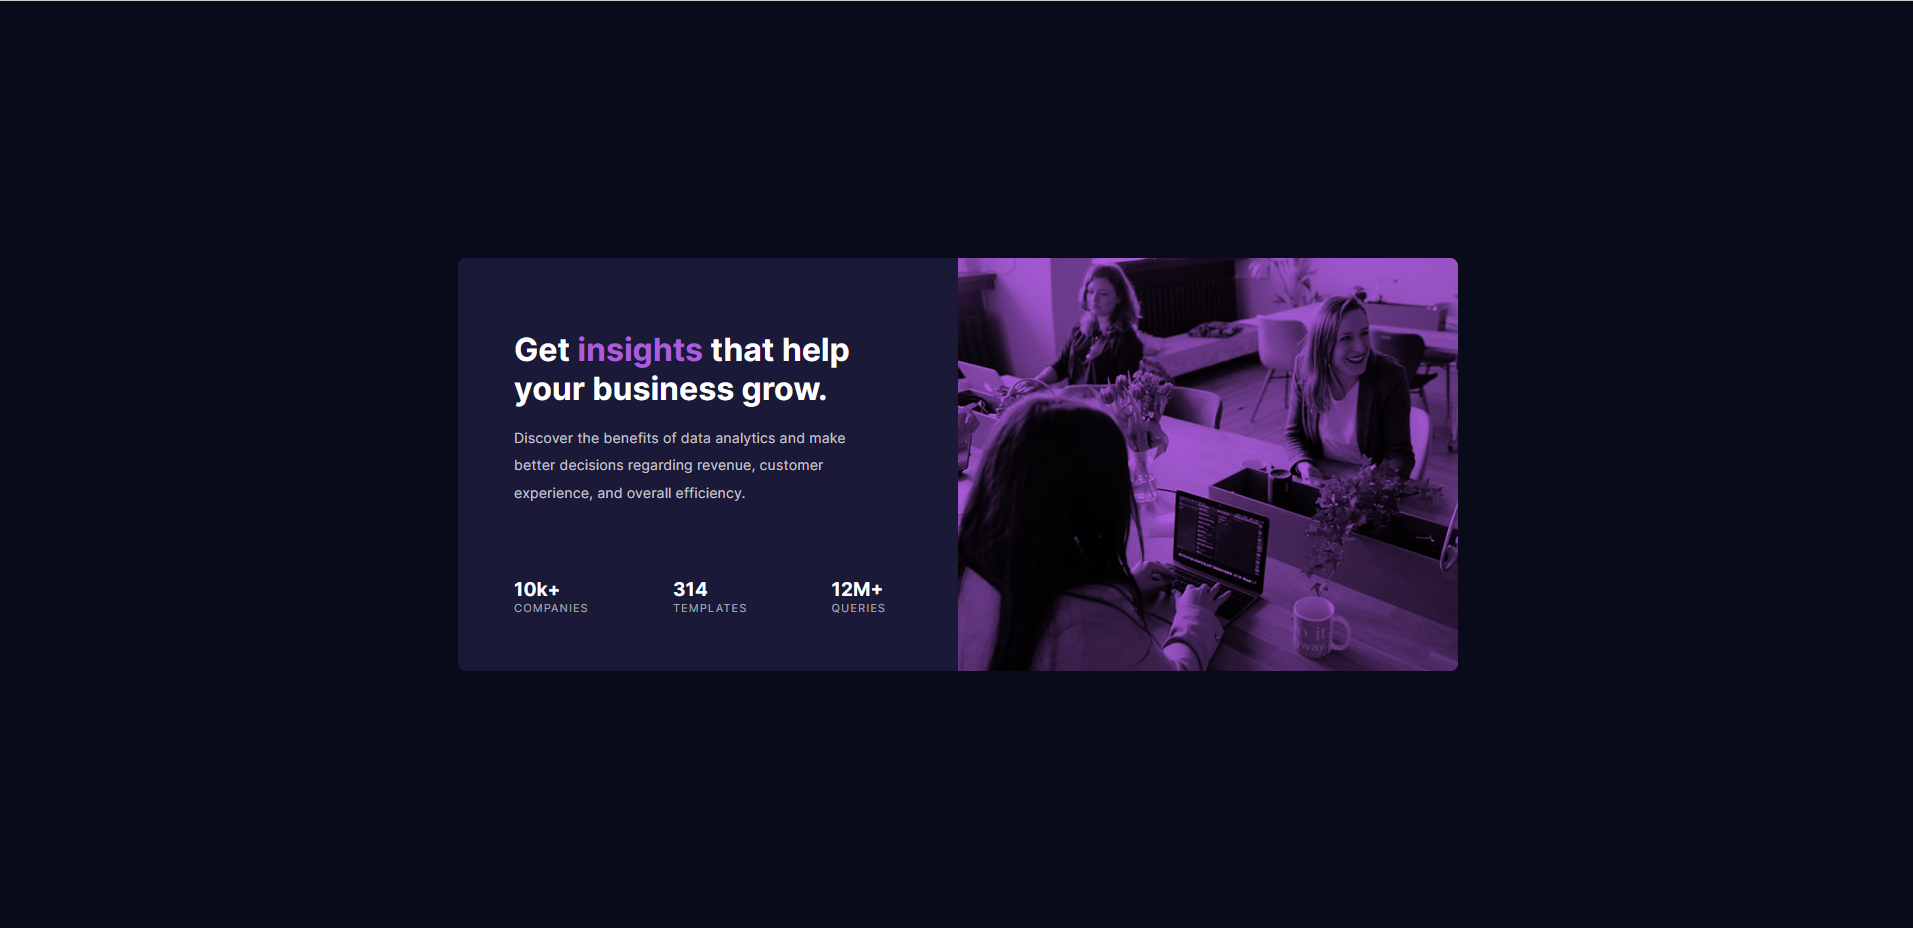 Get insights that help
your business grow.
Discover the benefits of data analytics and make
better decisions regarding revenue, customer
experience, and overall efficiency.
10k+ 314 12M+
COMPANIES TEMPLATES QUERIES
it